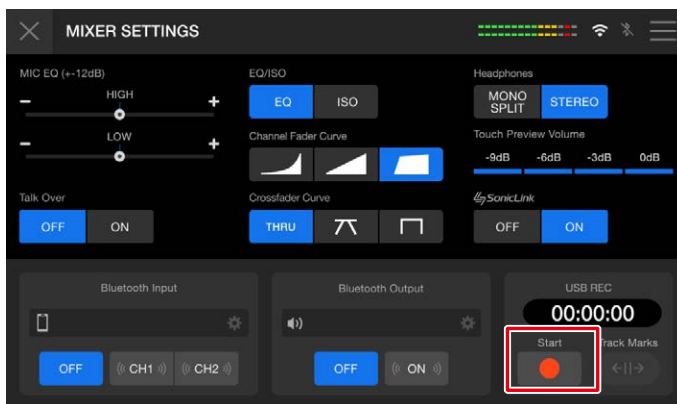 MIXER SETTINGS
MIC EQ (+-12dB)
HIGH
- +
LOW
- +
Talk Over
OFF ON
EQ/ISO
EQ ISO
Channel Fader Curve
Crossfader Curve
THRU
Headphones
MONO SPLIT STEREO
Touch Preview Volume
-9dB -6dB -3dB 0dB
SonicLink
OFF ON
Bluetooth Input
OFF CH1 CH2
Bluetooth Output
OFF ON
USB REC
00:00:00
Start Track Marks